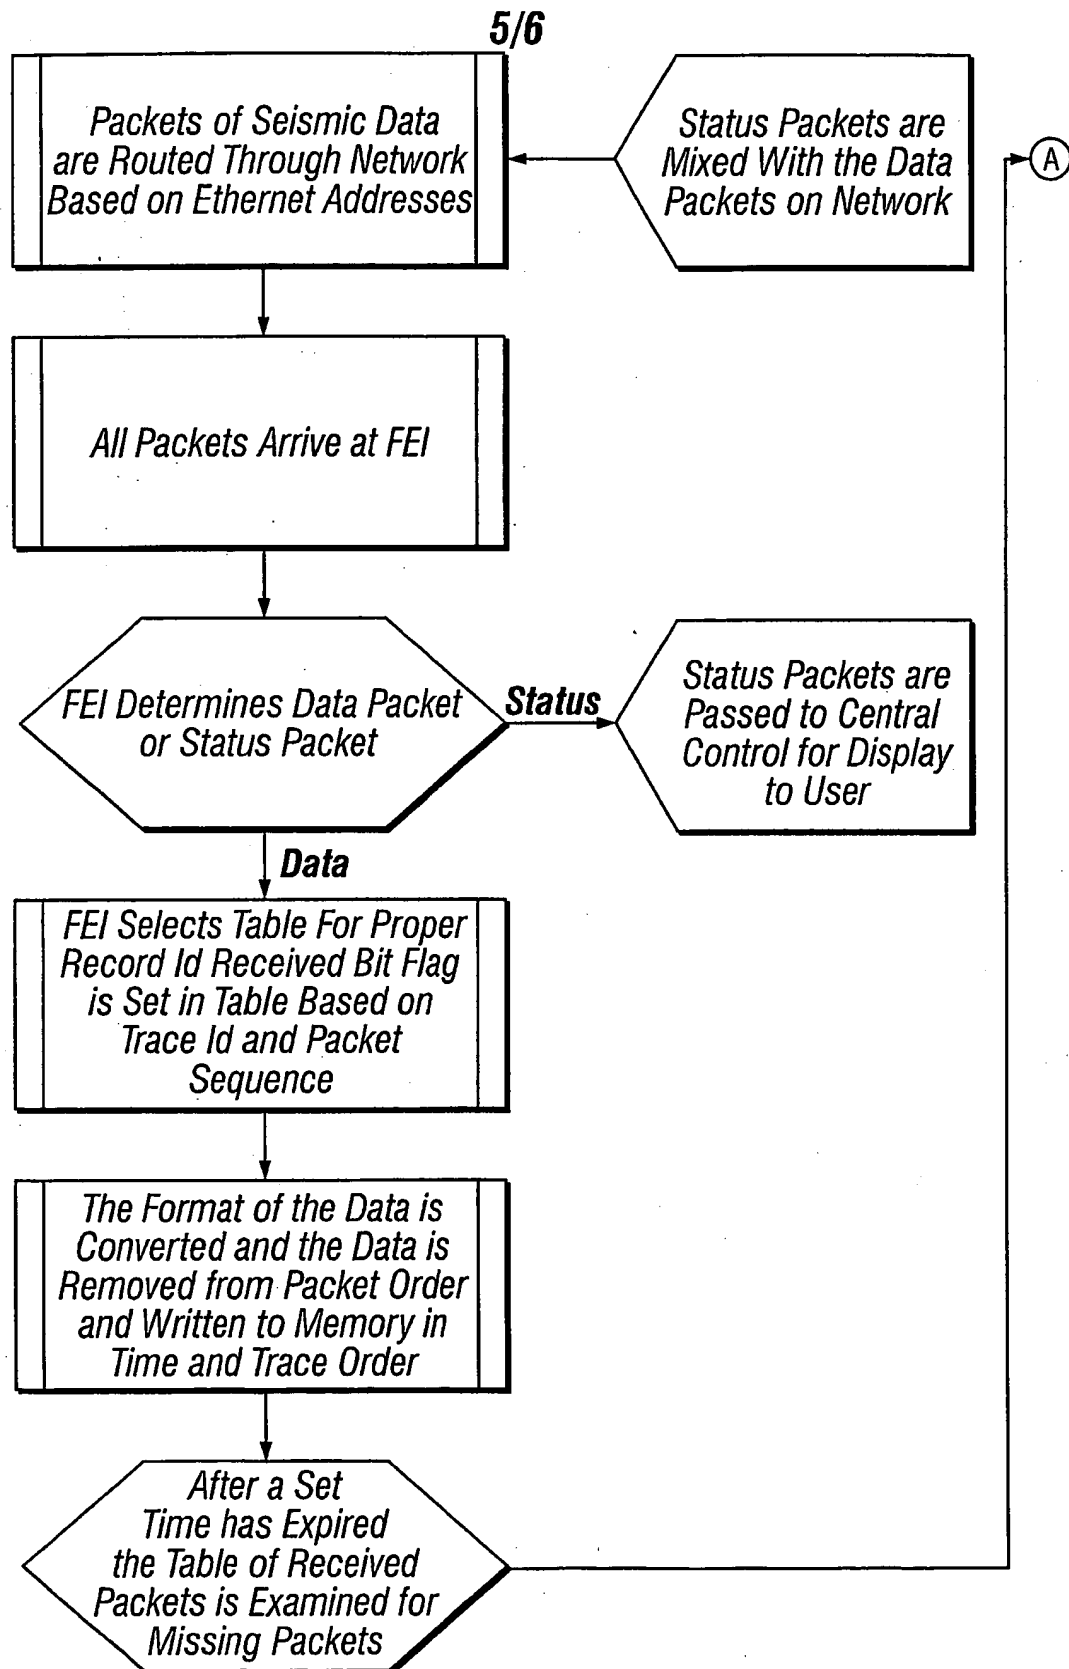 5/6
Packets of Seismic Data
are Routed Through Network
Based on Ethernet Addresses
Status Packets are
Mixed With the Data
Packets on Network
A
All Packets Arrive at FEI
FEI Determines Data Packet
or Status Packet
Status
Status Packets are
Passed to Central
Control for Display
to User
Data
FEI Selects Table For Proper
Record Id Received Bit Flag
is Set in Table Based on
Trace Id and Packet
Sequence
The Format of the Data is
Converted and the Data is
Removed from Packet Order
and Written to Memory in
Time and Trace Order
After a Set
Time has Expired
the Table of Received
Packets is Examined for
Missing Packets